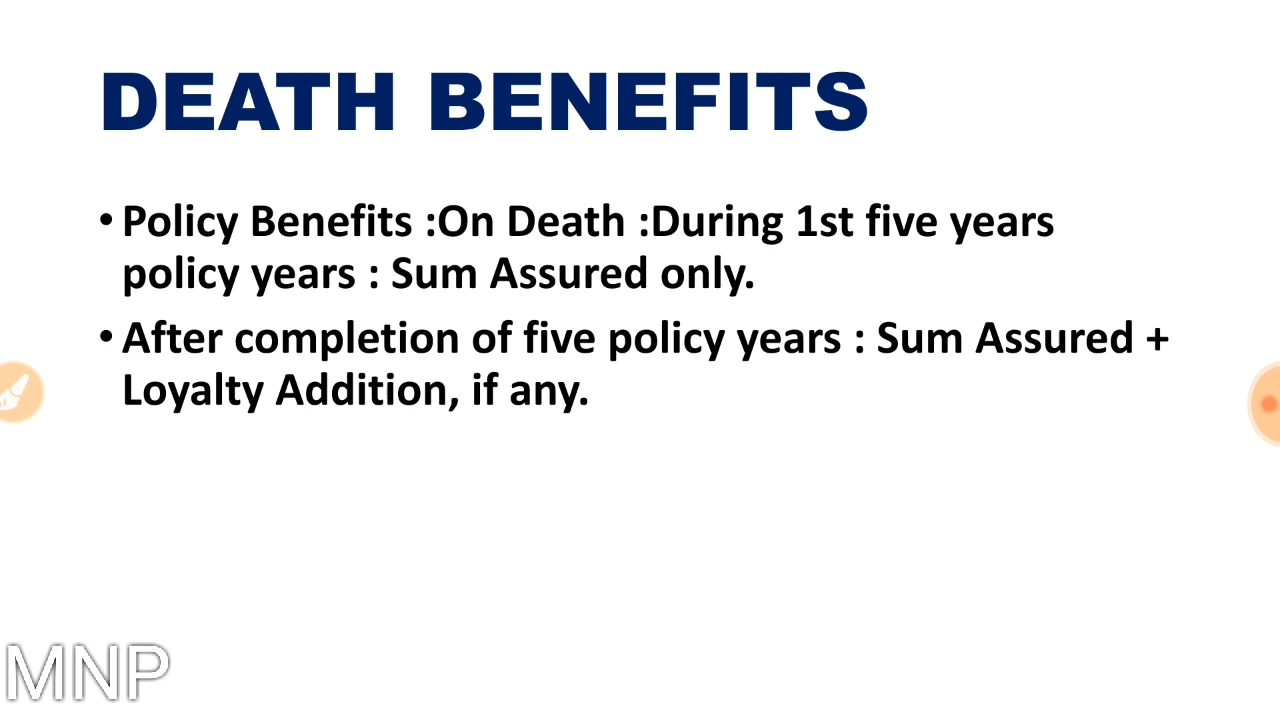 DEATH BENEFITS
• Policy Benefits :On Death :During 1st five years
policy years : Sum Assured only.
• After completion of five policy years : Sum Assured +
Loyalty Addition, if any.
MNP